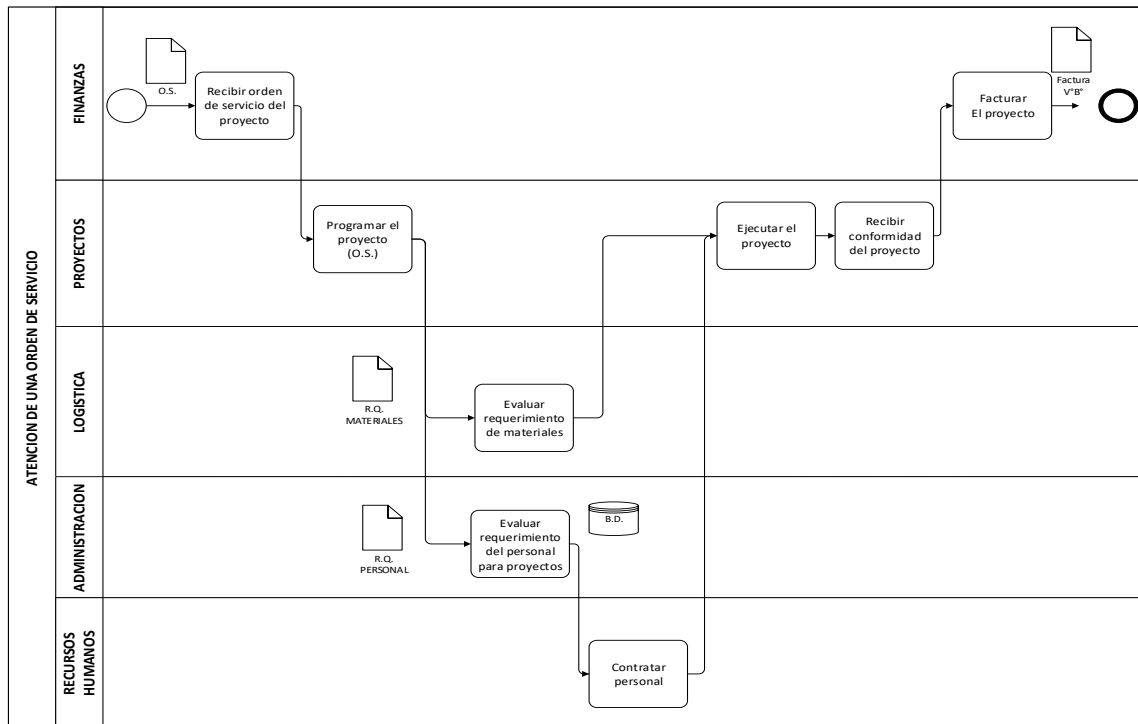 ATENCION DE UNA ORDEN DE SERVICIO
FINANZAS
O.S.
Recibir orden
de servicio del
proyecto
Facturar
El proyecto
Factura
V°B°
PROYECTOS
Programar el
proyecto
(O.S.)
Ejecutar el
proyecto
Recibir
conformidad
del proyecto
LOGISTICA
R.Q.
MATERIALES
Evaluar
requerimiento
de materiales
ADMINISTRACION
R.Q.
PERSONAL
Evaluar
requerimiento
del personal
para proyectos
B.D.
RECURSOS
HUMANOS
Contratar
personal